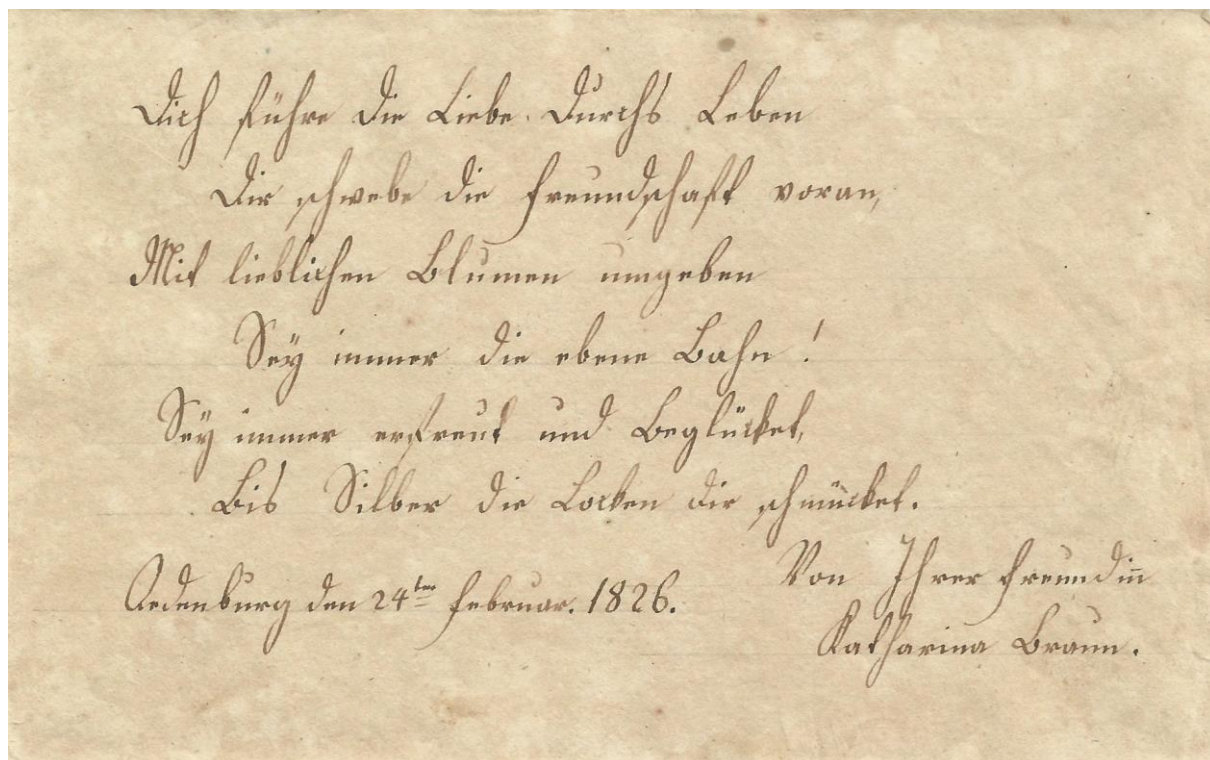 Dich führe die Liebe durchs Leben
Dir schwebe die Freundschaft voran,
Mit lieblichen Blumen umgeben
Sey immer die ebene Bahn!
Sey immer erfreut und Beglücket,
Bis Silber die Locken dir schmücket.
Von Ihrer Freundin̄
Oedenburg den 24ten Februar. 1826.
Katharina Braun.